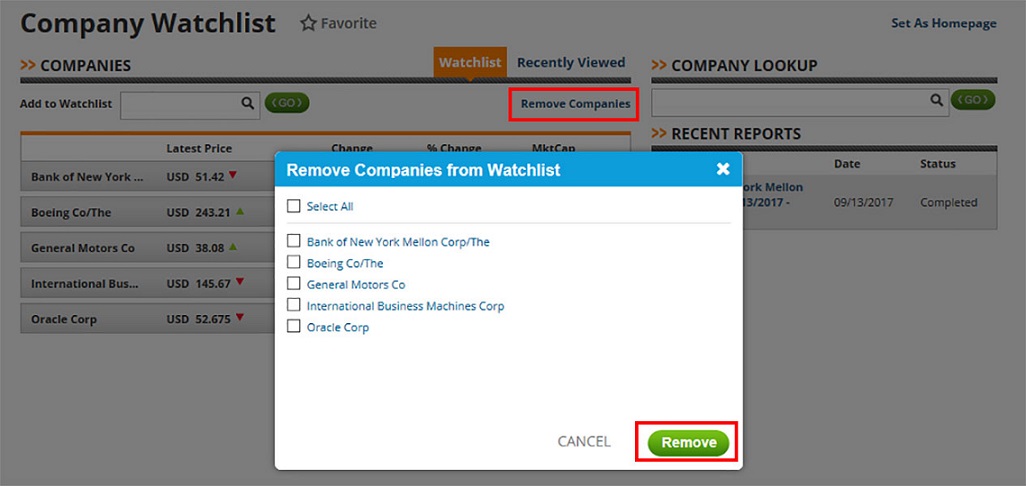 Company Watchlist
Favorite
Set As Homepage
>> COMPANIES
Watchlist
Recently Viewed
>> COMPANY LOOKUP
Add to Watchlist
GO
Remove Companies
GO
>> RECENT REPORTS
Latest Price
Change
% Change
MktCap
Date
Status
Bank of New York ...
USD 51.42
Boeing Co/The
USD 243.21
General Motors Co
USD 38.08
International Bus...
USD 145.67
Oracle Corp
USD 52.675
ork Mellon
13/2017 -
09/13/2017
Completed
Remove Companies from Watchlist
Select All
Bank of New York Mellon Corp/The
Boeing Co/The
General Motors Co
International Business Machines Corp
Oracle Corp
CANCEL
Remove